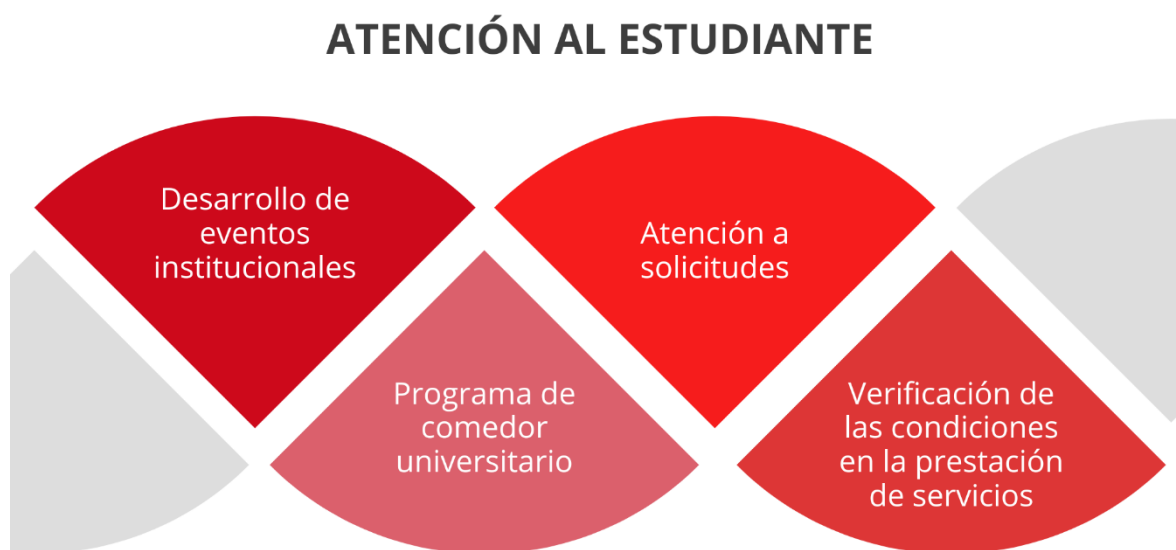 ATENCIÓN AL ESTUDIANTE
Desarrollo de
eventos
institucionales
Programa de
comedor
universitario
Atención a
solicitudes
Verificación de
las condiciones
en la prestación
de servicios